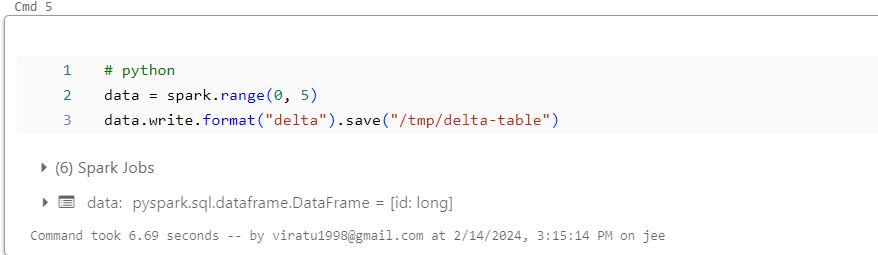 Cmd 5
1 # python
2 data = spark.range(0, 5)
3 data.write.format("delta").save("/tmp/delta-table")
(6) Spark Jobs
data: pyspark.sql.dataframe.DataFrame = [id: long]
Command took 6.69 seconds -- by viratu1998@gmail.com at 2/14/2024, 3:15:14 PM on jee